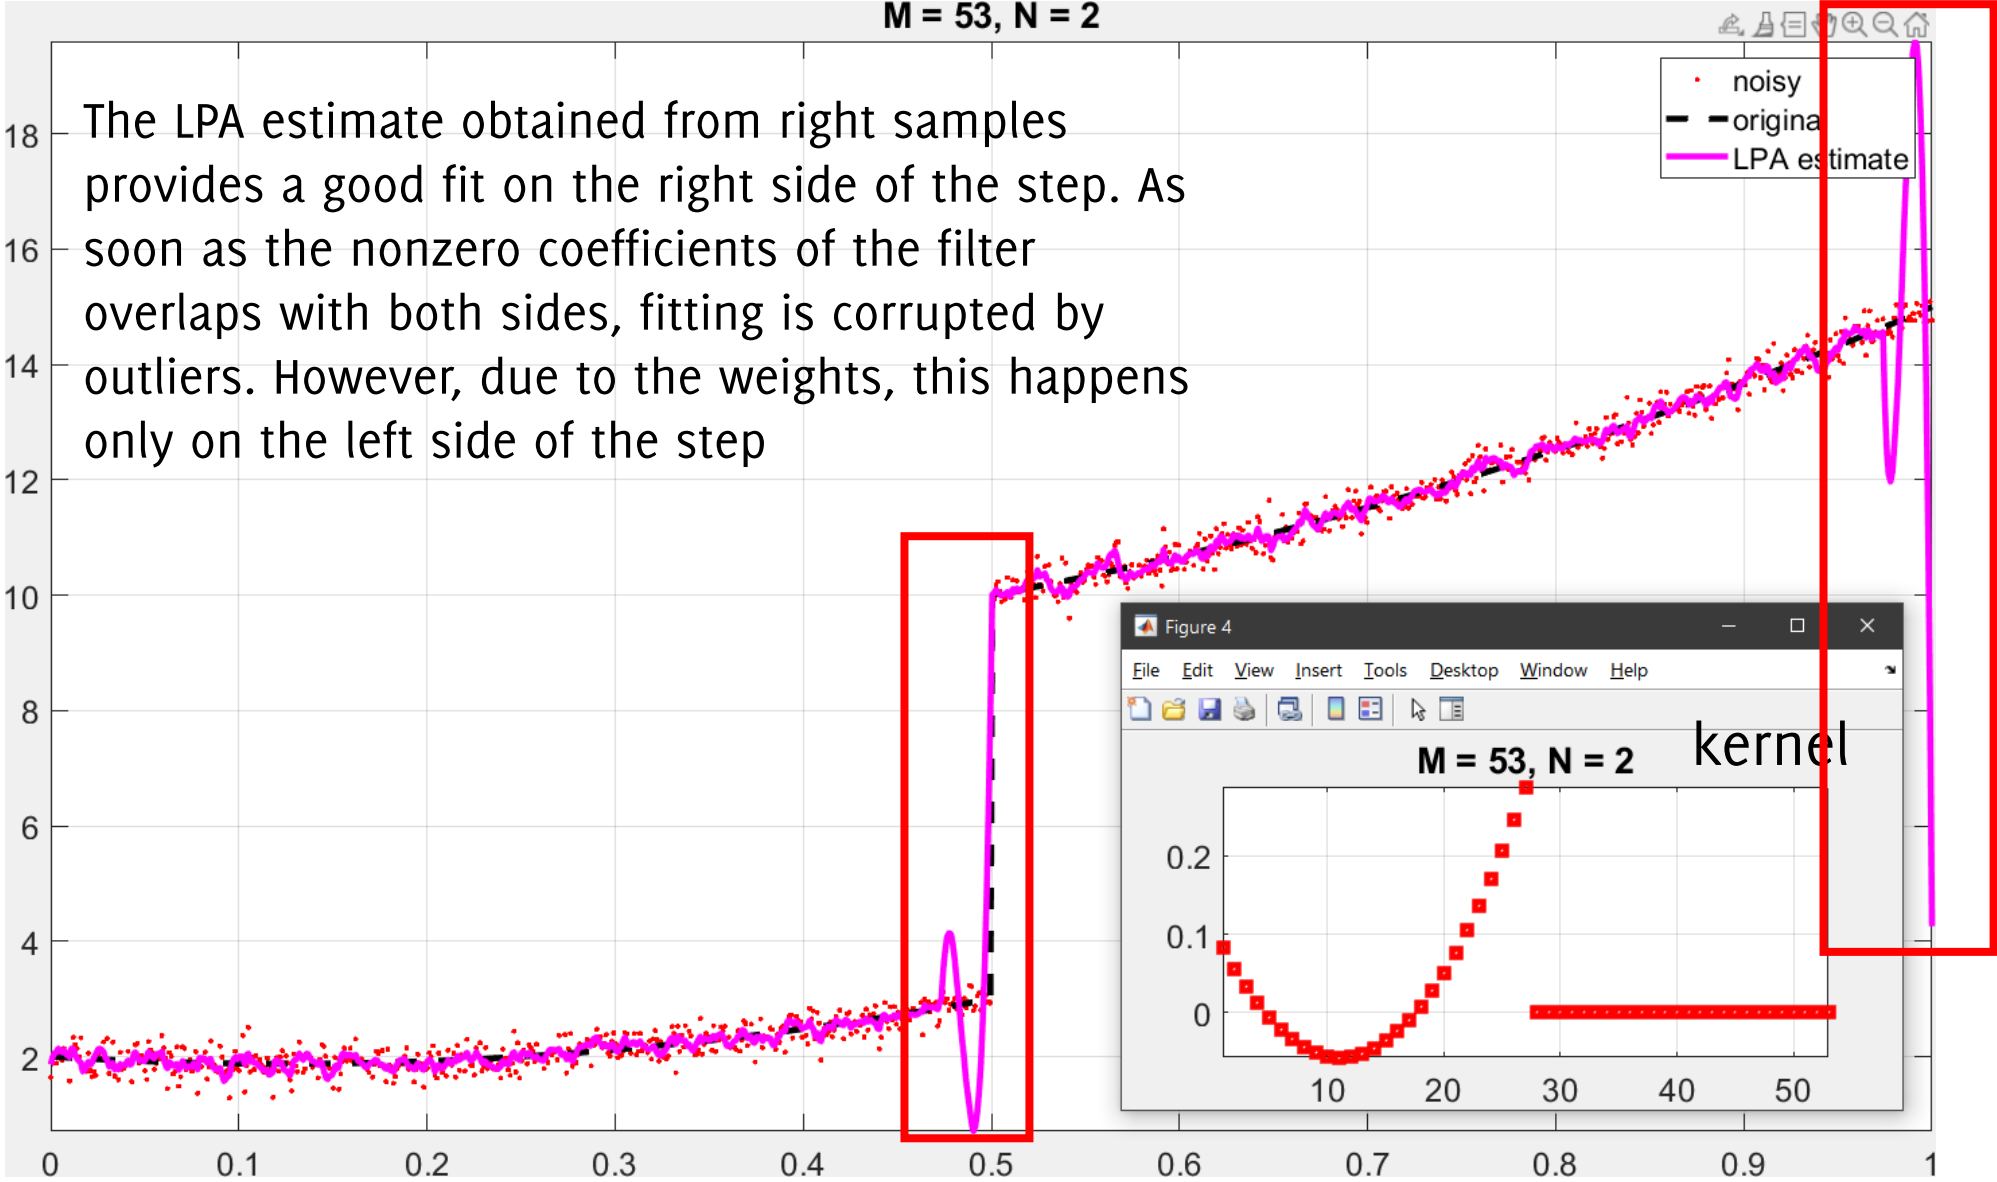 M = 53, N = 2
The LPA estimate obtained from right samples
provides a good fit on the right side of the step. As
soon as the nonzero coefficients of the filter
overlaps with both sides, fitting is corrupted by
outliers. However, due to the weights, this happens
only on the left side of the step
noisy
origina
LPA estimate
18
16
14
12
10
8
6
4
2
0 0.1 0.2 0.3 0.4 0.5 0.6 0.7 0.8 0.9 1
Figure 4
File Edit View Insert Tools Desktop Window Help
kernel
M = 53, N = 2
0.2
0.1
0
10 20 30 40 50